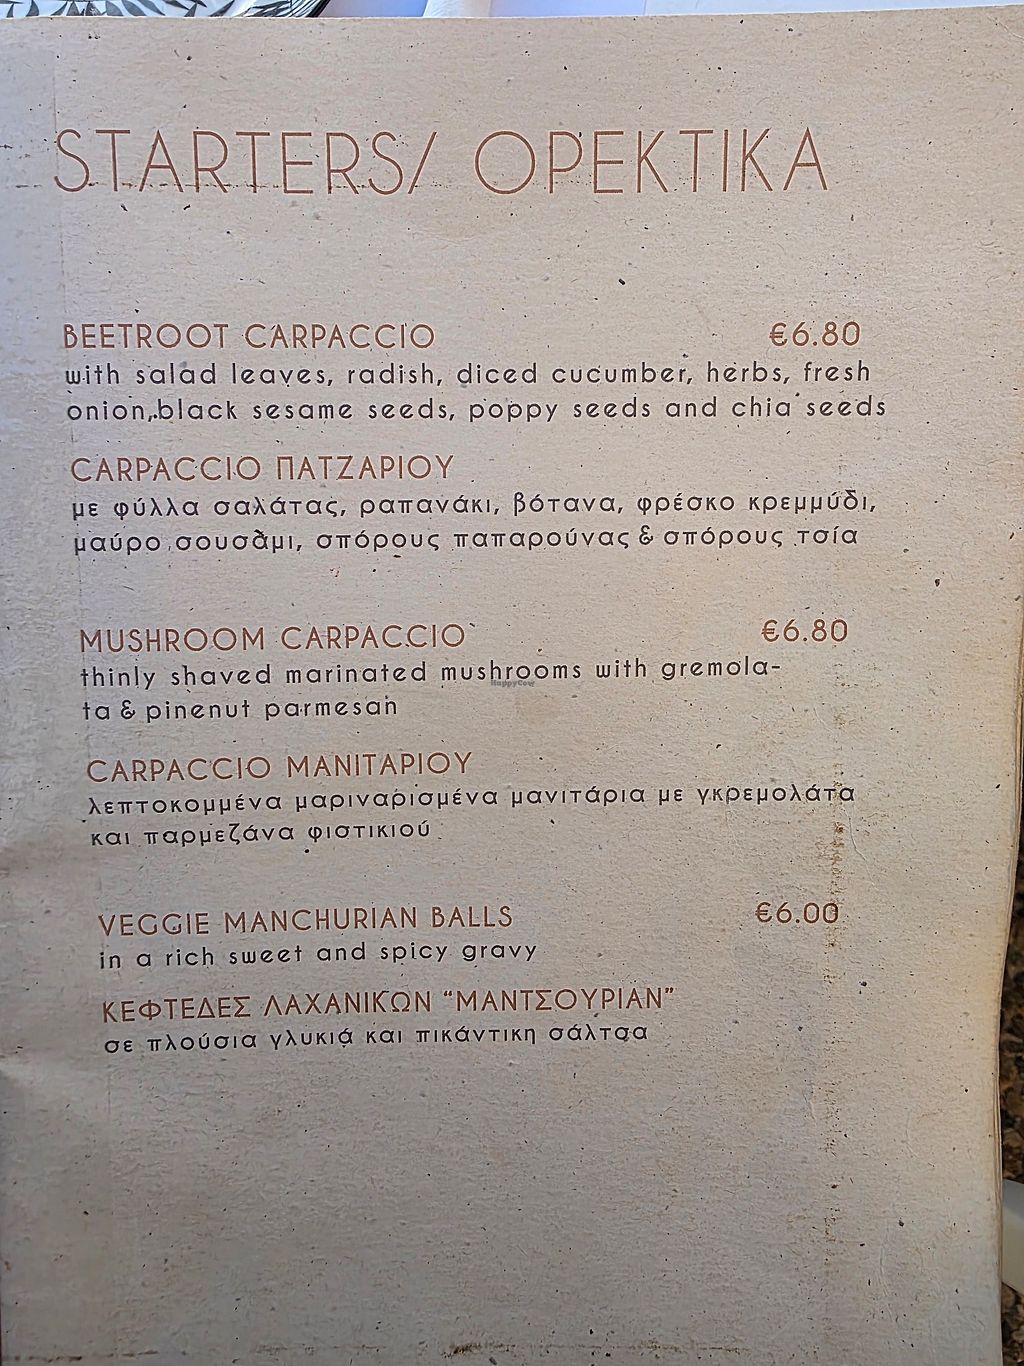 STARTERS/ ΟΡΕΚΤΙΚΑ
BEETROOT CARPACCIO €6.80
with salad leaves, radish, diced cucumber, herbs, fresh
onion, black sesame seeds, poppy seeds and chia seeds
CARPACCIO ΠΑΤΖΑΡΙΟΥ
με φύλλα σαλάτας, ραπανάκι, βότανα, φρέσκο κρεμμύδι,
μαύρο σουσάμι, σπόρους παπαρούνας & σπόρους τσία
MUSHROOM CARPACCIO €6.80
thinly shaved marinated mushrooms with gremola-
ta & pinenut parmesan
HappyCow
CARPACCIO ΜΑΝΙΤΑΡΙΟΥ
λεπτοκομμένα μαριναρισμένα μανιτάρια με γκρεμολάτα
και παρμεζάνα φιστικιού
VEGGIE MANCHURIAN BALLS €6.00
in a rich sweet and spicy gravy
ΚΕΦΤΕΔΕΣ ΛΑΧΑΝΙΚΩΝ “ΜΑΝΤΣΟΥΡΙΑΝ”
σε πλούσια γλυκιά και πικάντικη σάλτσα